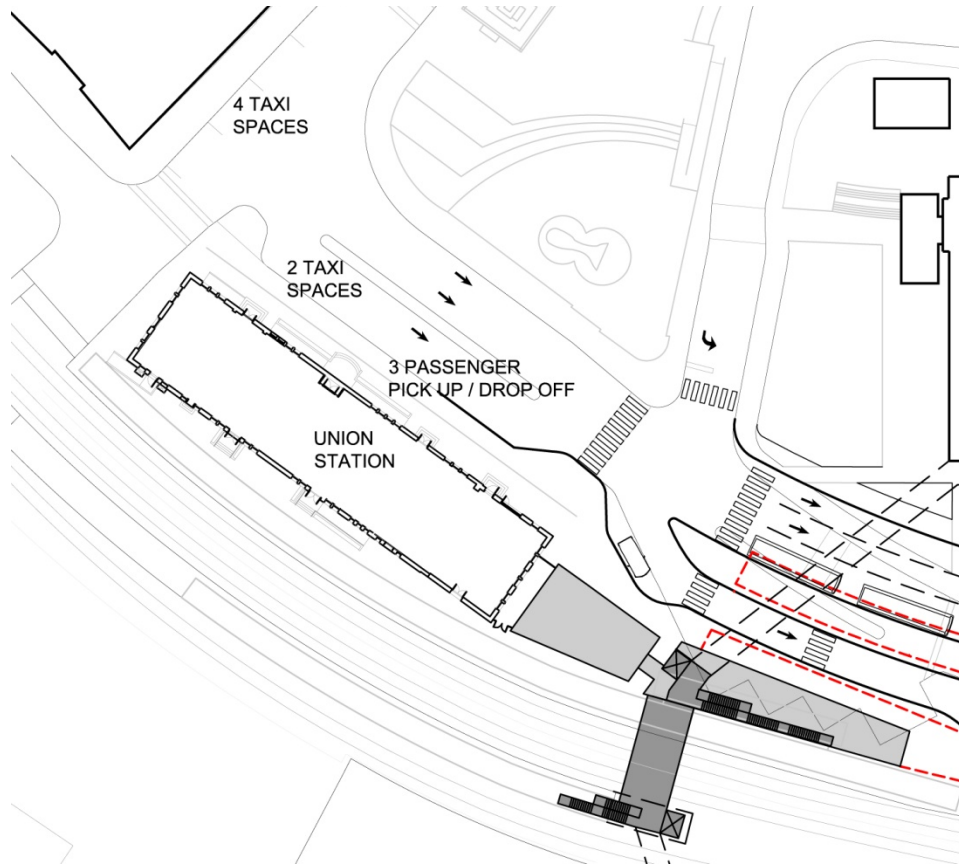 4 TAXI
SPACES
2 TAXI
SPACES
3 PASSENGER
PICK UP / DROP OFF
UNION
STATION